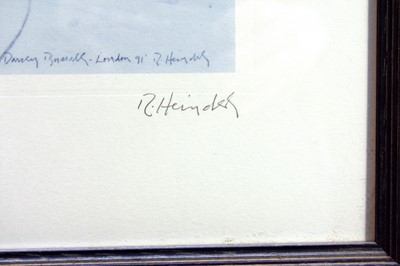 Darcey Bussell - London 91' R. Heindel
R. Heindel